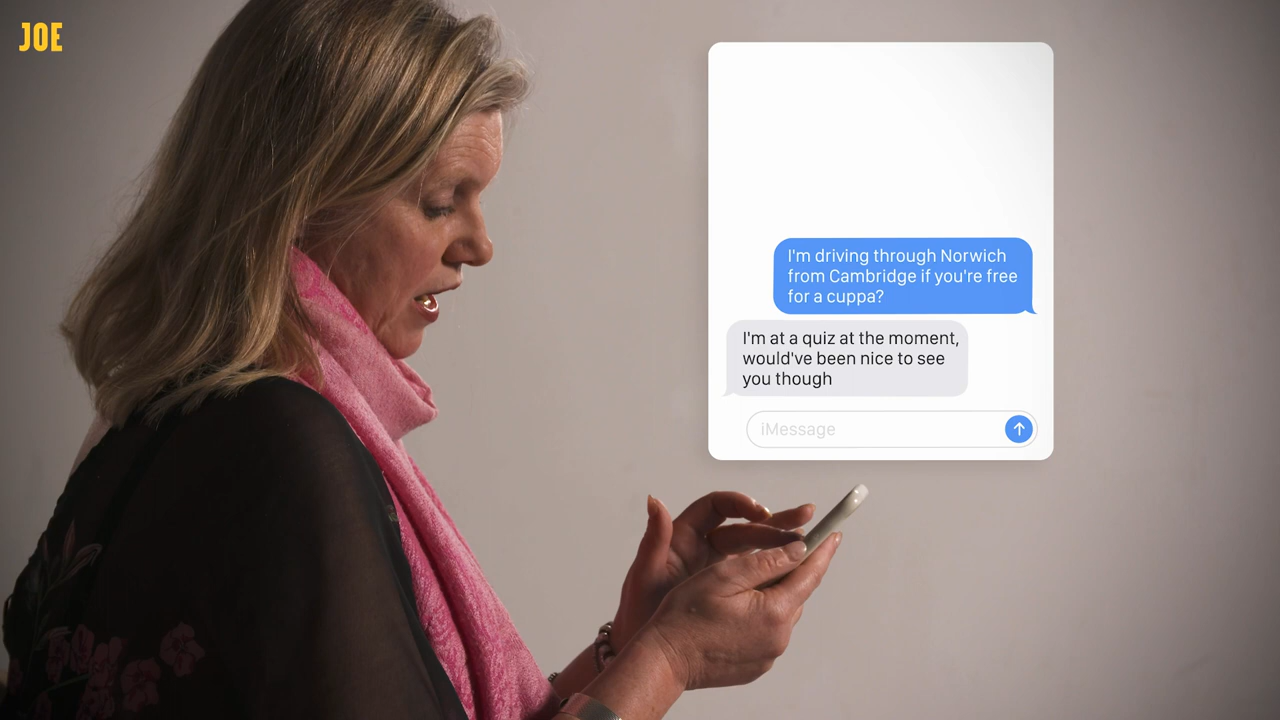 JOE
I'm driving through Norwich
from Cambridge if you're free
for a cuppa?
I'm at a quiz at the moment,
would've been nice to see
you though
iMessage